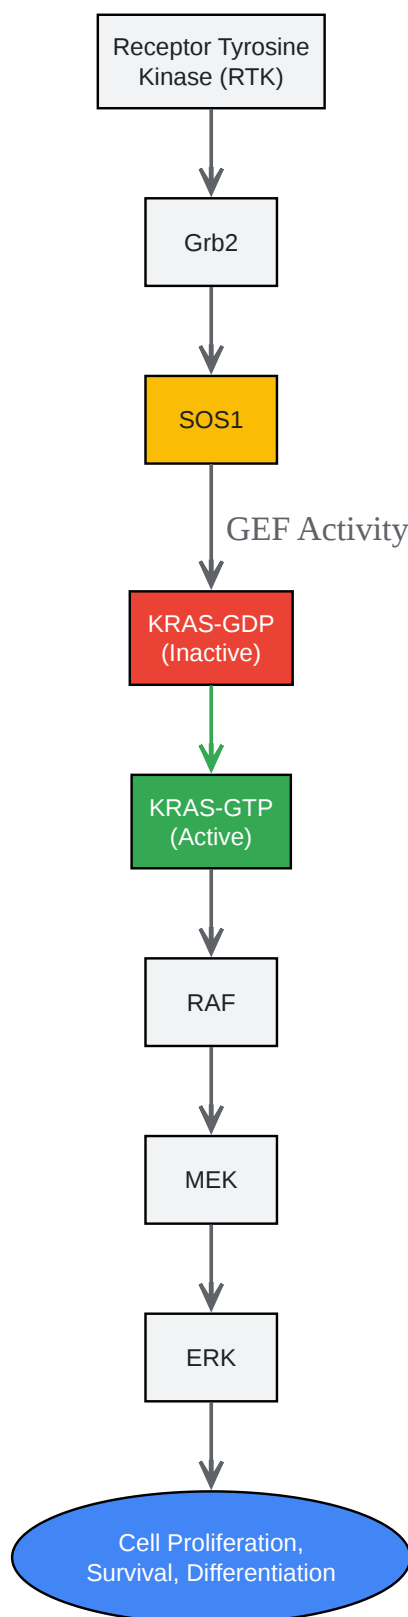 Receptor Tyrosine
Kinase (RTK)
Grb2
SOS1
GEF Activity
KRAS-GDP
(Inactive)
KRAS-GTP
(Active)
RAF
MEK
ERK
Cell Proliferation,
Survival, Differentiation